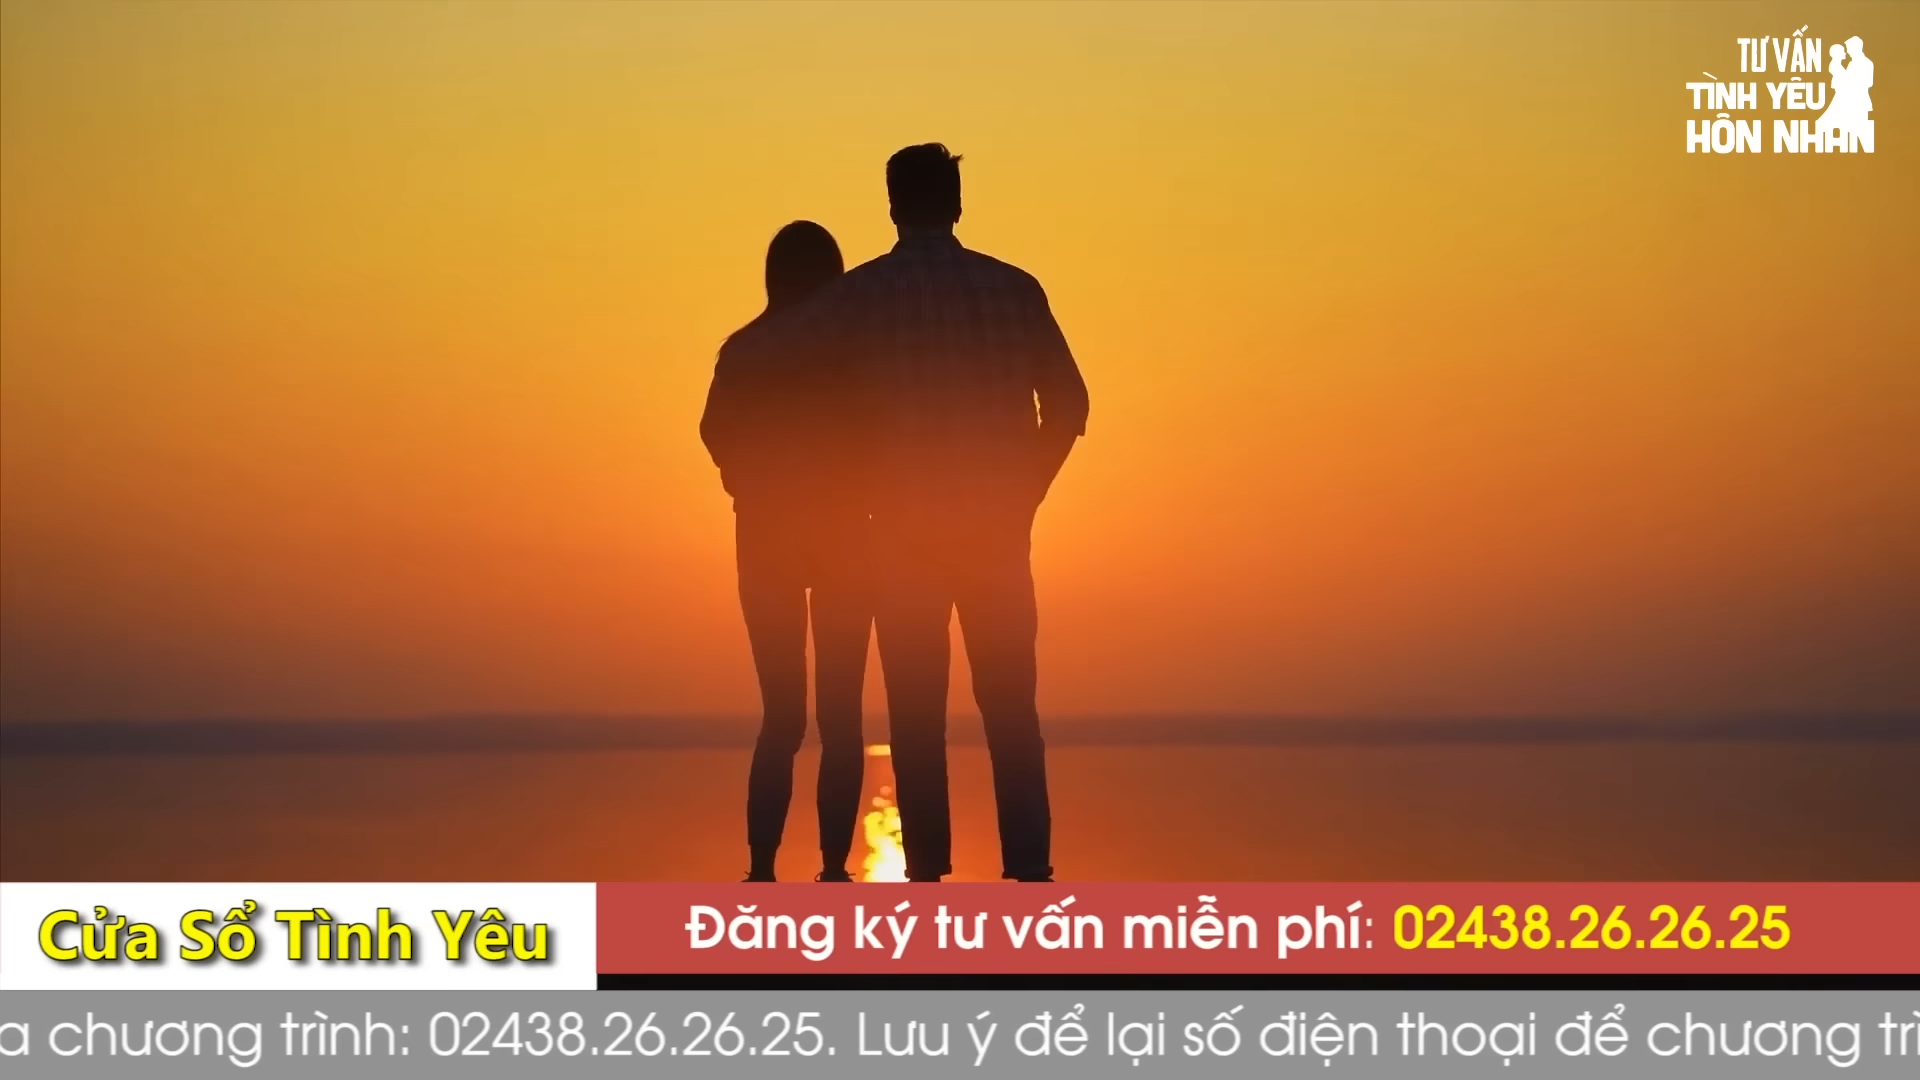 TƯ VẤN
TÌNH YÊU
HÔN NHÂN
Cửa Sổ Tình Yêu
Đăng ký tư vấn miễn phí: 02438.26.26.25
a chương trình: 02438.26.26.25. Lưu ý để lại số điện thoại để chương trì